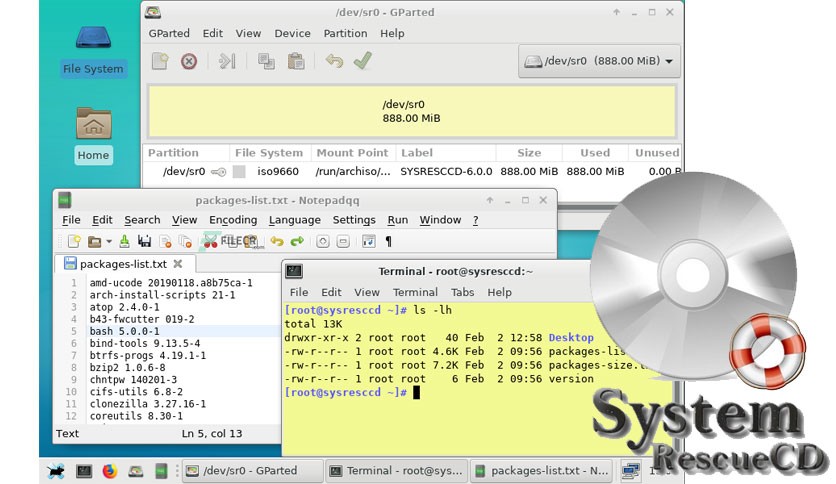 /dev/sr0 - GParted
GParted Edit View Device Partition Help
/dev/sr0 (888.00 MiB)
/dev/sr0
888.00 MiB
Partition File System Mount Point Label Size Used Unused
/dev/sr0 iso9660 /run/archiso/... SYSRESCCD-6.0.0 888.00 MiB 888.00 MiB 0.00 B
File System
Home
packages-list.txt - Notepadqq
File Edit Search View Encoding Language Settings Run Window ?
FILECR
.com
packages-list.txt
1 amd-ucode 20190118.a8b75ca-1
2 arch-install-scripts 21-1
3 atop 2.4.0-1
4 b43-fwcutter 019-2
5 bash 5.0.0-1
6 bind-tools 9.13.5-4
7 btrfs-progs 4.19.1-1
8 bzip2 1.0.6-8
9 chntpw 140201-3
10 cifs-utils 6.8-2
11 clonezilla 3.27.16-1
12 coreutils 8.30-1
Text Ln 5, col 13
Terminal - root@sysresccd:~
File Edit View Terminal Tabs Help
[root@sysresccd ~]# ls -lh
total 13K
drwxr-xr-x 2 root root 40 Feb 2 12:58 Desktop
-rw-r--r-- 1 root root 4.6K Feb 2 09:56 packages-lis
-rw-r--r-- 1 root root 7.2K Feb 2 09:56 packages-size.
-rw-r--r-- 1 root root 6 Feb 2 09:56 version
[root@sysresccd ~]#
System
RescueCD
/dev/sr0 - GParted
Terminal - root@sys...
packages-list.txt - N...